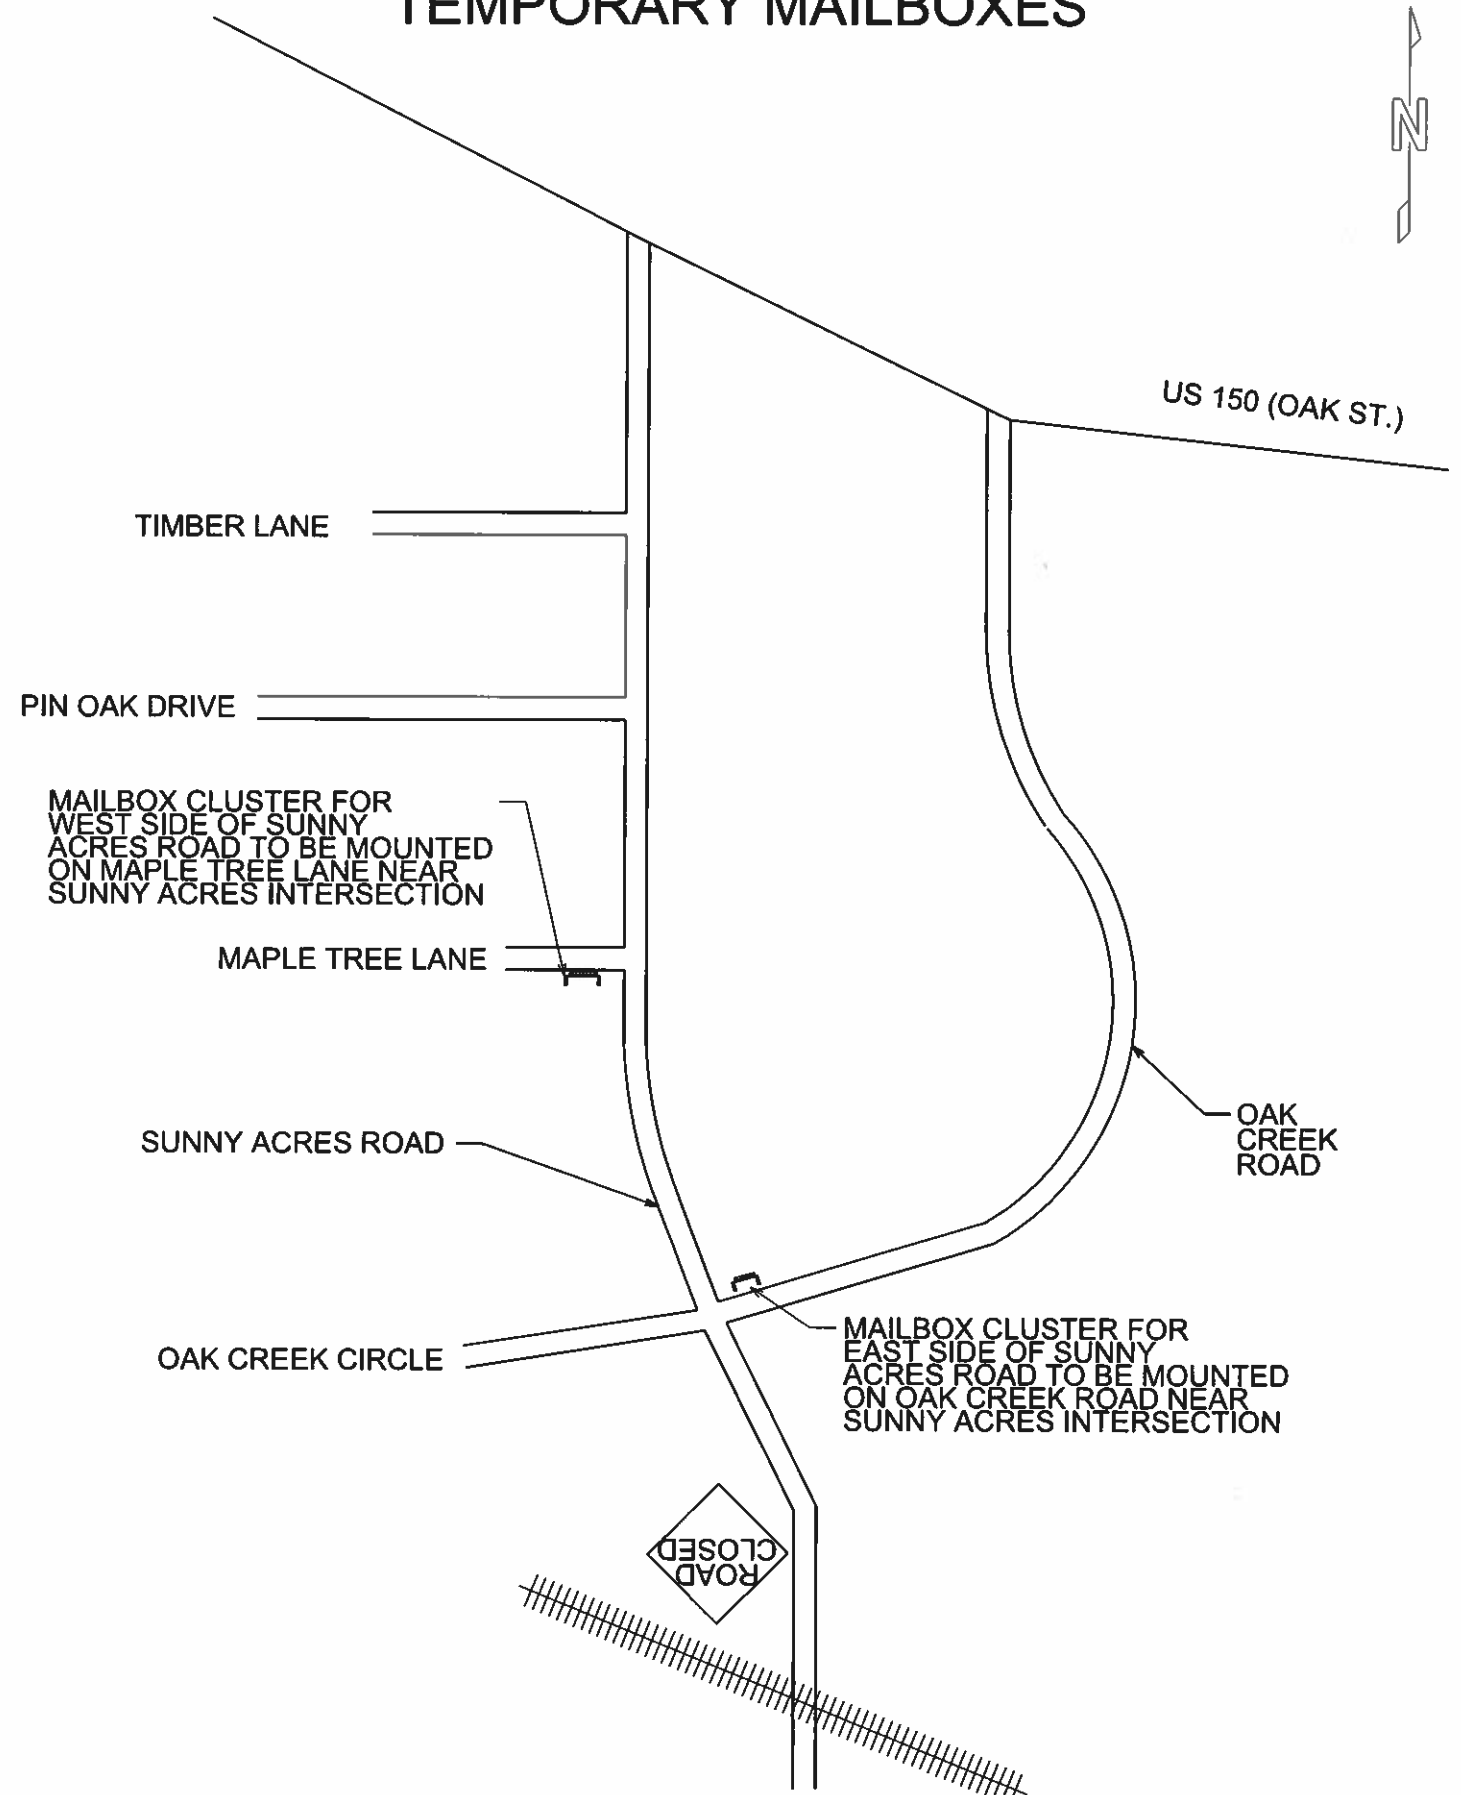 TEMPORARY MAILBOXES
N
US 150 (OAK ST.)
TIMBER LANE
PIN OAK DRIVE
MAILBOX CLUSTER FOR
WEST SIDE OF SUNNY
ACRES ROAD TO BE MOUNTED
ON MAPLE TREE LANE NEAR
SUNNY ACRES INTERSECTION
MAPLE TREE LANE
OAK
CREEK
ROAD
SUNNY ACRES ROAD
MAILBOX CLUSTER FOR
EAST SIDE OF SUNNY
ACRES ROAD TO BE MOUNTED
ON OAK CREEK ROAD NEAR
SUNNY ACRES INTERSECTION
OAK CREEK CIRCLE
ROAD
CLOSED